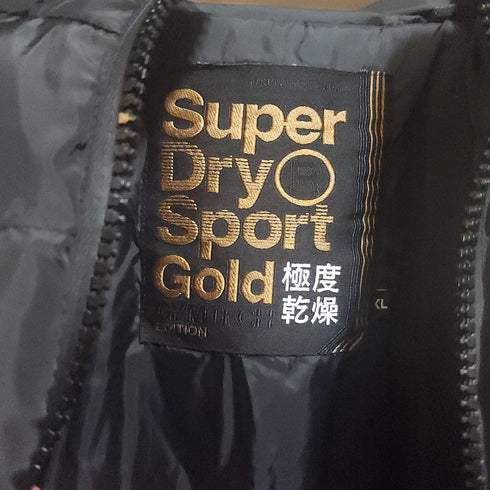 Super
Dry®
Sport
Gold
極度
乾燥
EDITION
XL